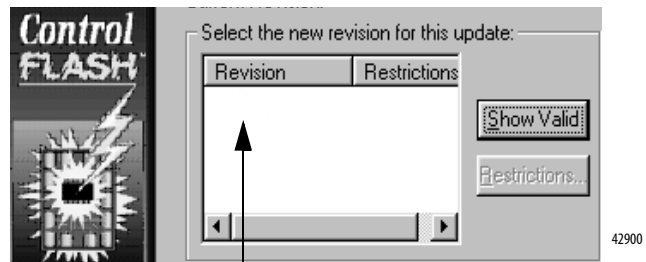 Control
FLASH
Select the new revision for this update:
Revision Restrictions
Show Valid
Restrictions...
42900